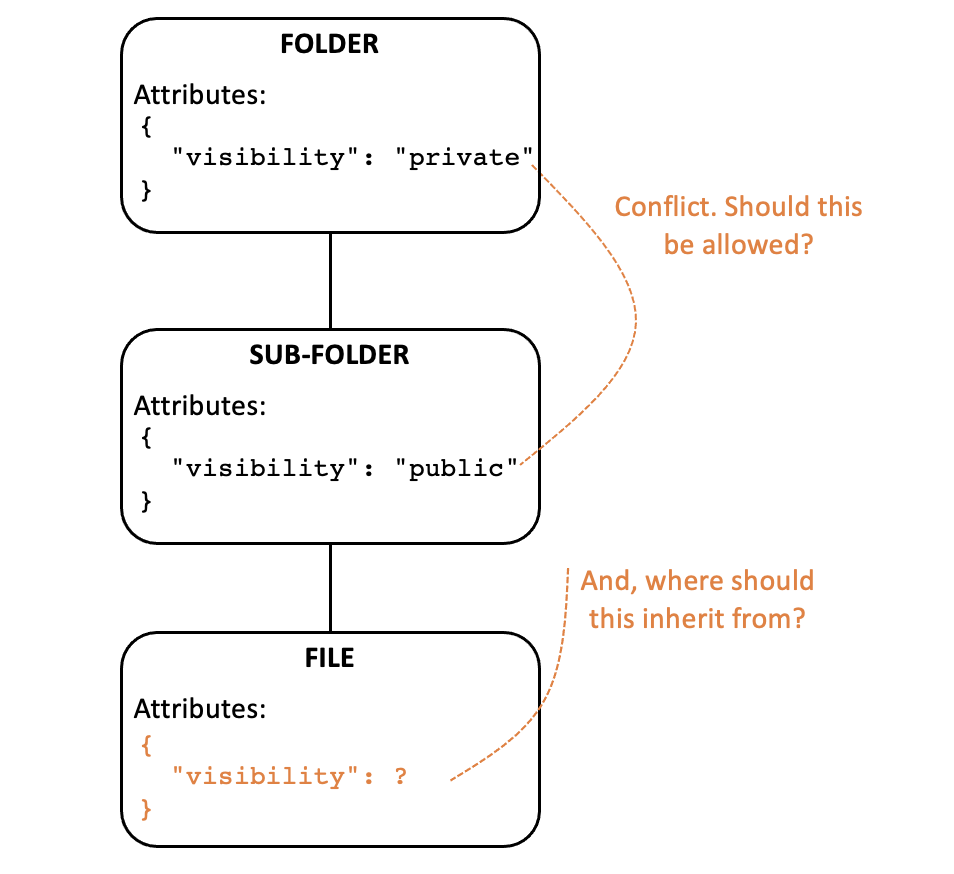 FOLDER
Attributes:
{
"visibility": "private"
}
Conflict. Should this
be allowed?
SUB-FOLDER
Attributes:
{
"visibility": "public"
}
And, where should
this inherit from?
FILE
Attributes:
{
"visibility": ?
}